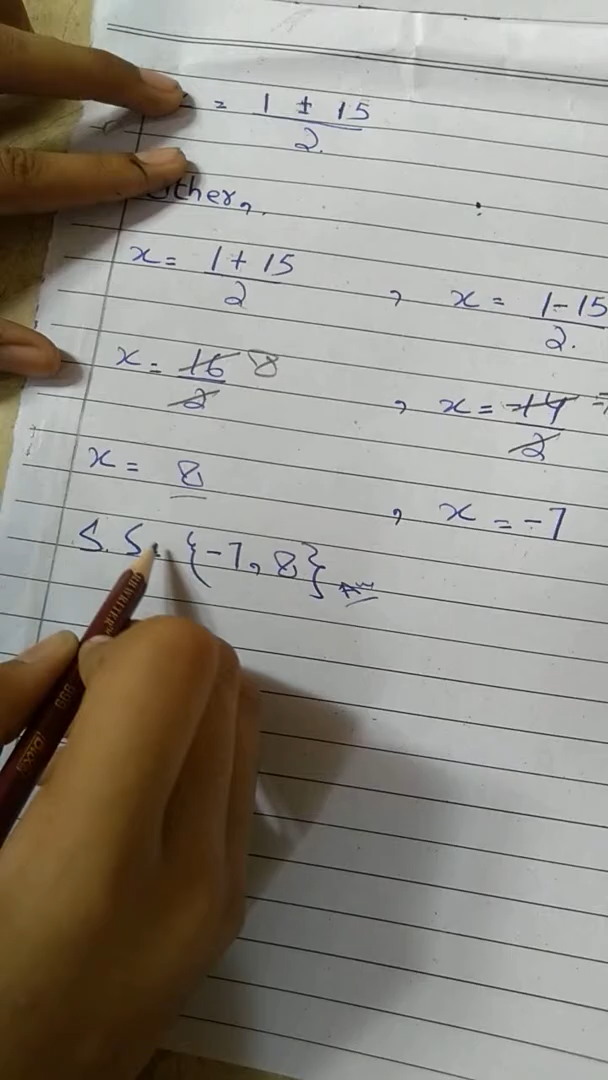 = 1 ± 15 / 2.
ther,
x = 1 + 15 / 2 , x = 1 - 15 / 2.
x = 16 / 2 8 , x = -14 / 2
x = 8 , x = -7
S.S. {-7, 8}